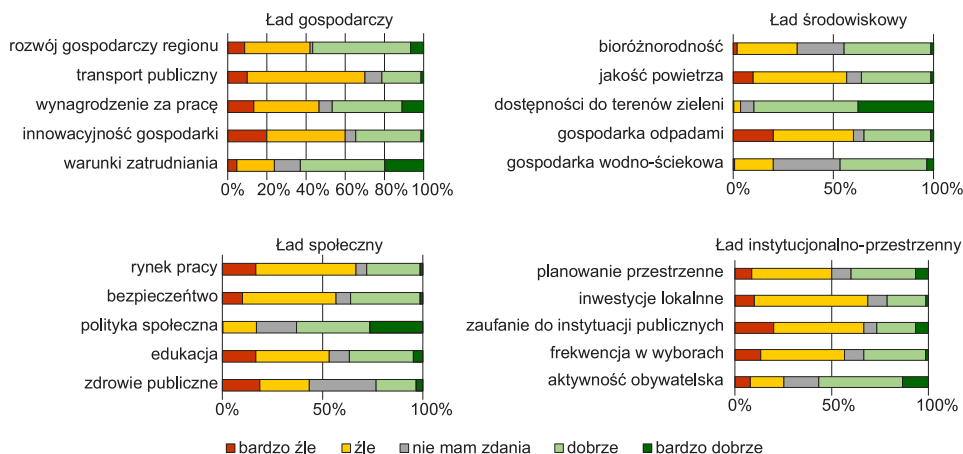 Ład gospodarczy
rozwój gospodarczy regionu
transport publiczny
wynagrodzenie za pracę
innowacyjność gospodarki
warunki zatrudniania
0% 20% 40% 60% 80% 100%
Ład środowiskowy
bioróżnorodność
jakość powietrza
dostępności do terenów zieleni
gospodarka odpadami
gospodarka wodno-ściekowa
0% 50% 100%
Ład społeczny
rynek pracy
bezpieczeńtwo
polityka społeczna
edukacja
zdrowie publiczne
0% 50% 100%
Ład instytucjonalno-przestrzenny
planowanie przestrzenne
inwestycje lokalnne
zaufanie do instytuacji publicznych
frekwencja w wyborach
aktywność obywatelska
0% 50% 100%
bardzo źle źle nie mam zdania dobrze bardzo dobrze